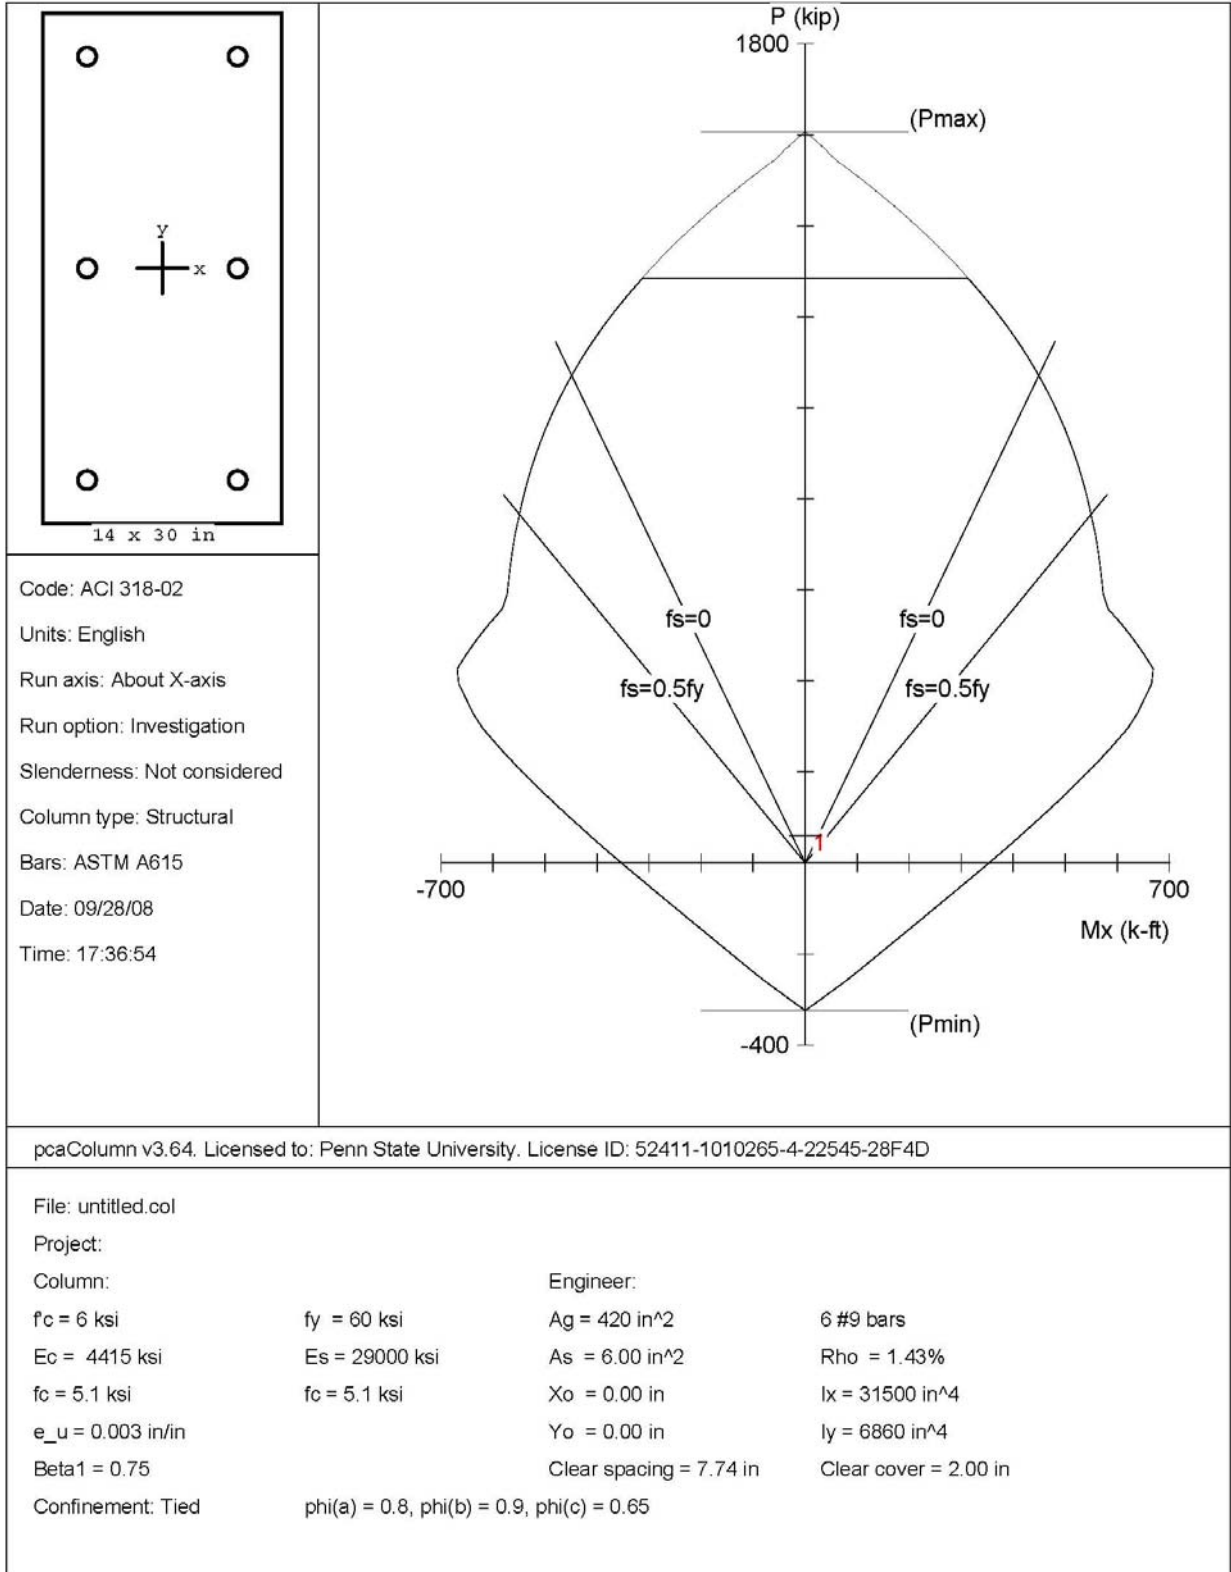 y
x
14 x 30 in
Code: ACI 318-02
Units: English
Run axis: About X-axis
Run option: Investigation
Slenderness: Not considered
Column type: Structural
Bars: ASTM A615
Date: 09/28/08
Time: 17:36:54
P (kip)
1800
(Pmax)
fs=0
fs=0
fs=0.5fy
fs=0.5fy
1
-700
700
Mx (k-ft)
(Pmin)
-400
pcaColumn v3.64. Licensed to: Penn State University. License ID: 52411-1010265-4-22545-28F4D
File: untitled.col
Project:
Column:
Engineer:
f'c = 6 ksi
fy = 60 ksi
Ag = 420 in^2
6 #9 bars
Ec = 4415 ksi
Es = 29000 ksi
As = 6.00 in^2
Rho = 1.43%
fc = 5.1 ksi
fc = 5.1 ksi
Xo = 0.00 in
Ix = 31500 in^4
e_u = 0.003 in/in
Yo = 0.00 in
Iy = 6860 in^4
Beta1 = 0.75
Clear spacing = 7.74 in
Clear cover = 2.00 in
Confinement: Tied
phi(a) = 0.8, phi(b) = 0.9, phi(c) = 0.65